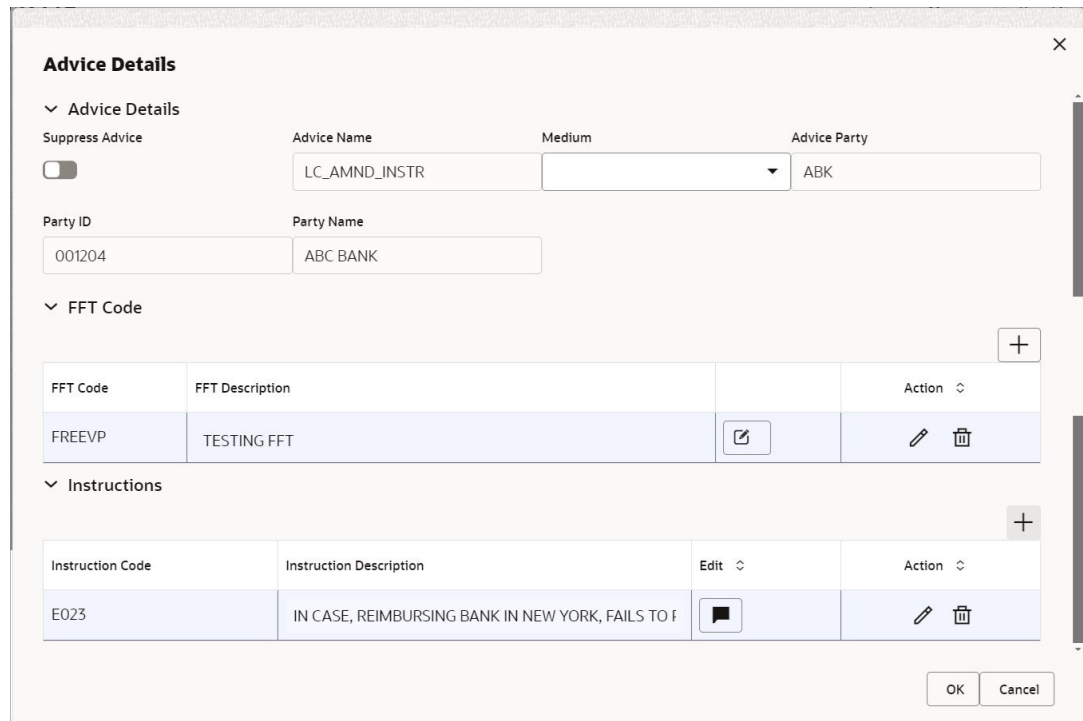 Advice Details
Advice Details
Suppress Advice Advice Name Medium Advice Party
LC_AMND_INSTR ABK
Party ID Party Name
001204 ABC BANK
FFT Code
FFT Code FFT Description Action
FREEVP TESTING FFT
Instructions
Instruction Code Instruction Description Edit Action
E023 IN CASE, REIMBURSING BANK IN NEW YORK, FAILS TO
OK Cancel